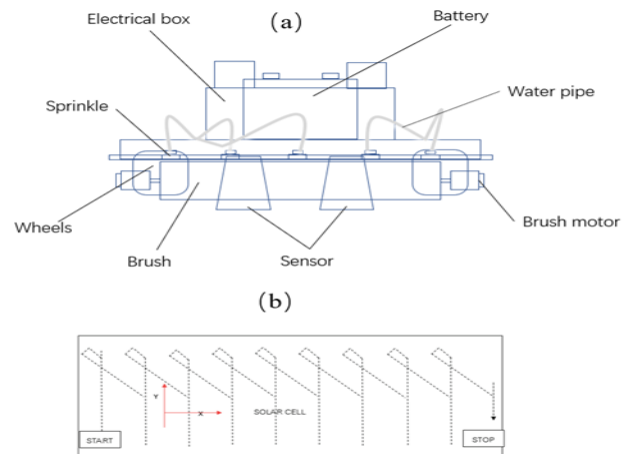 (a)
Electrical box
Battery
Sprinkle
Water pipe
Wheels
Brush
Sensor
Brush motor
(b)
Y
X
SOLAR CELL
START
STOP